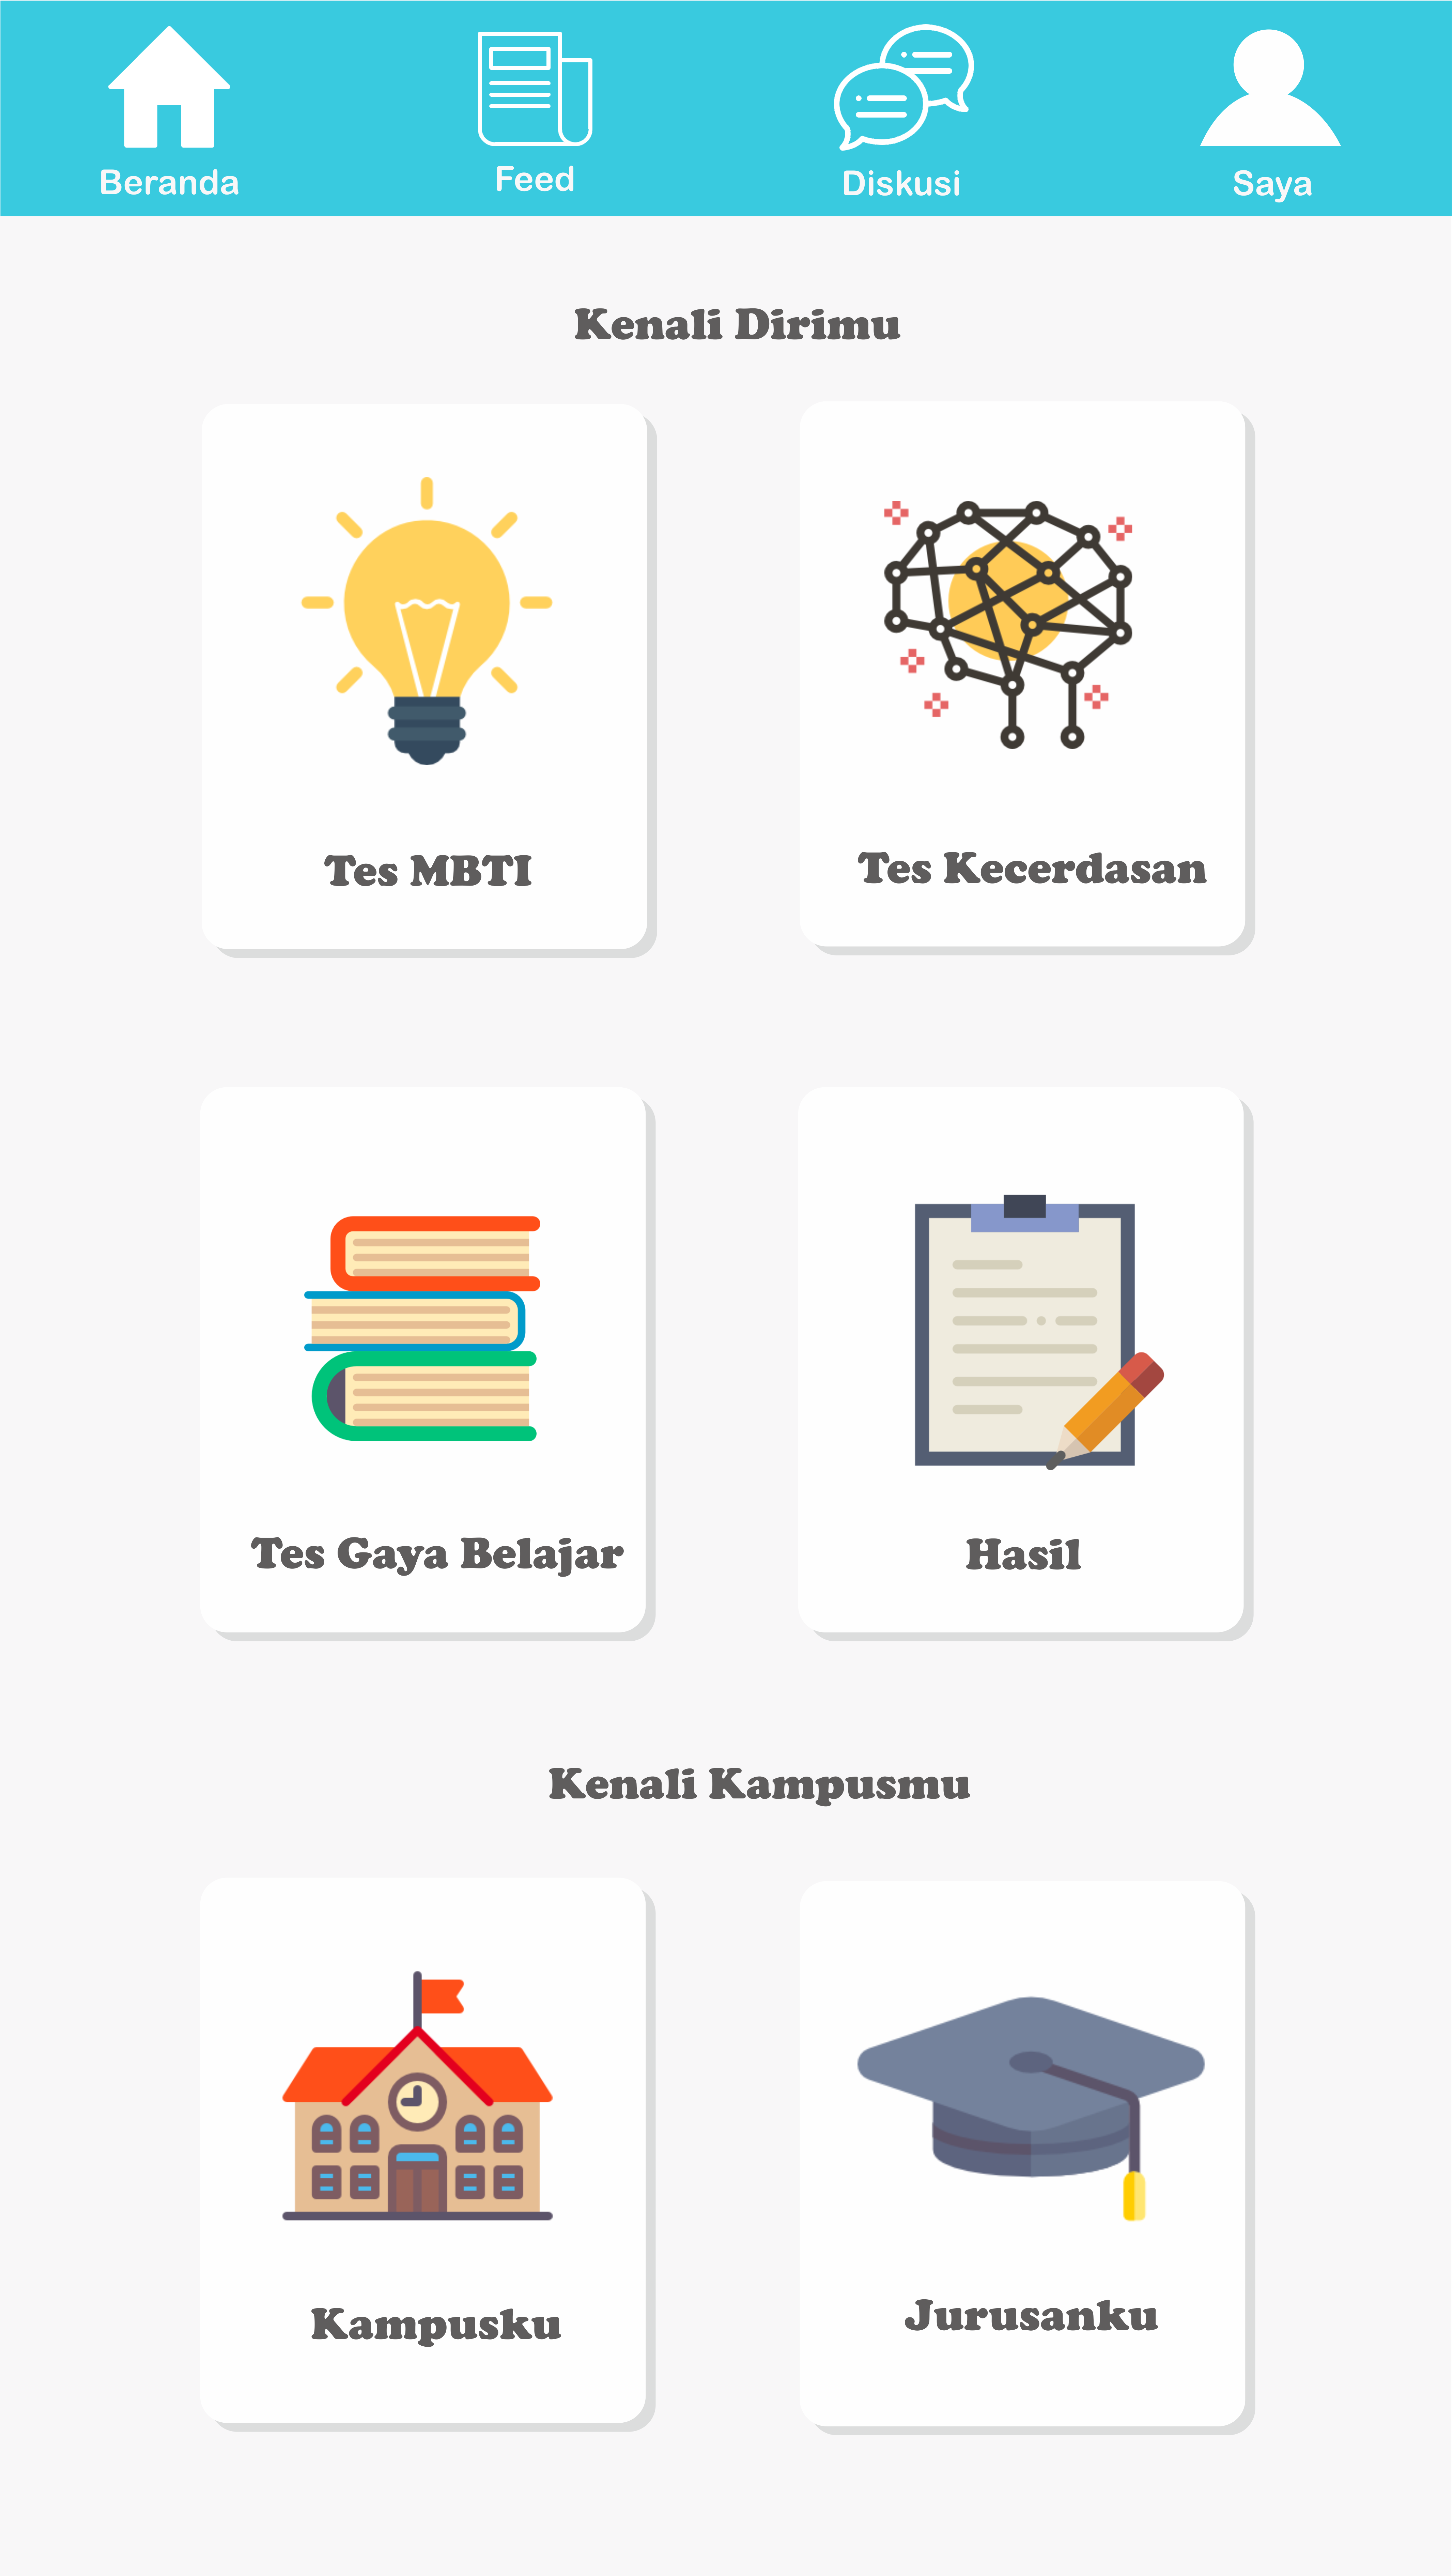 Beranda
Feed
Diskusi
Saya
Kenali Dirimu
Tes MBTI
Tes Kecerdasan
Tes Gaya Belajar
Hasil
Kenali Kampusmu
Kampusku
Jurusanku